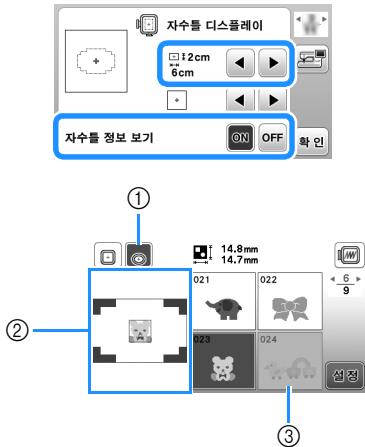 자수틀 디스플레이
2cm
6cm
자수틀 정보 보기
ON OFF
확인
①
14.8mm
14.7mm
021 022
6
9
②
023 024
설정
③